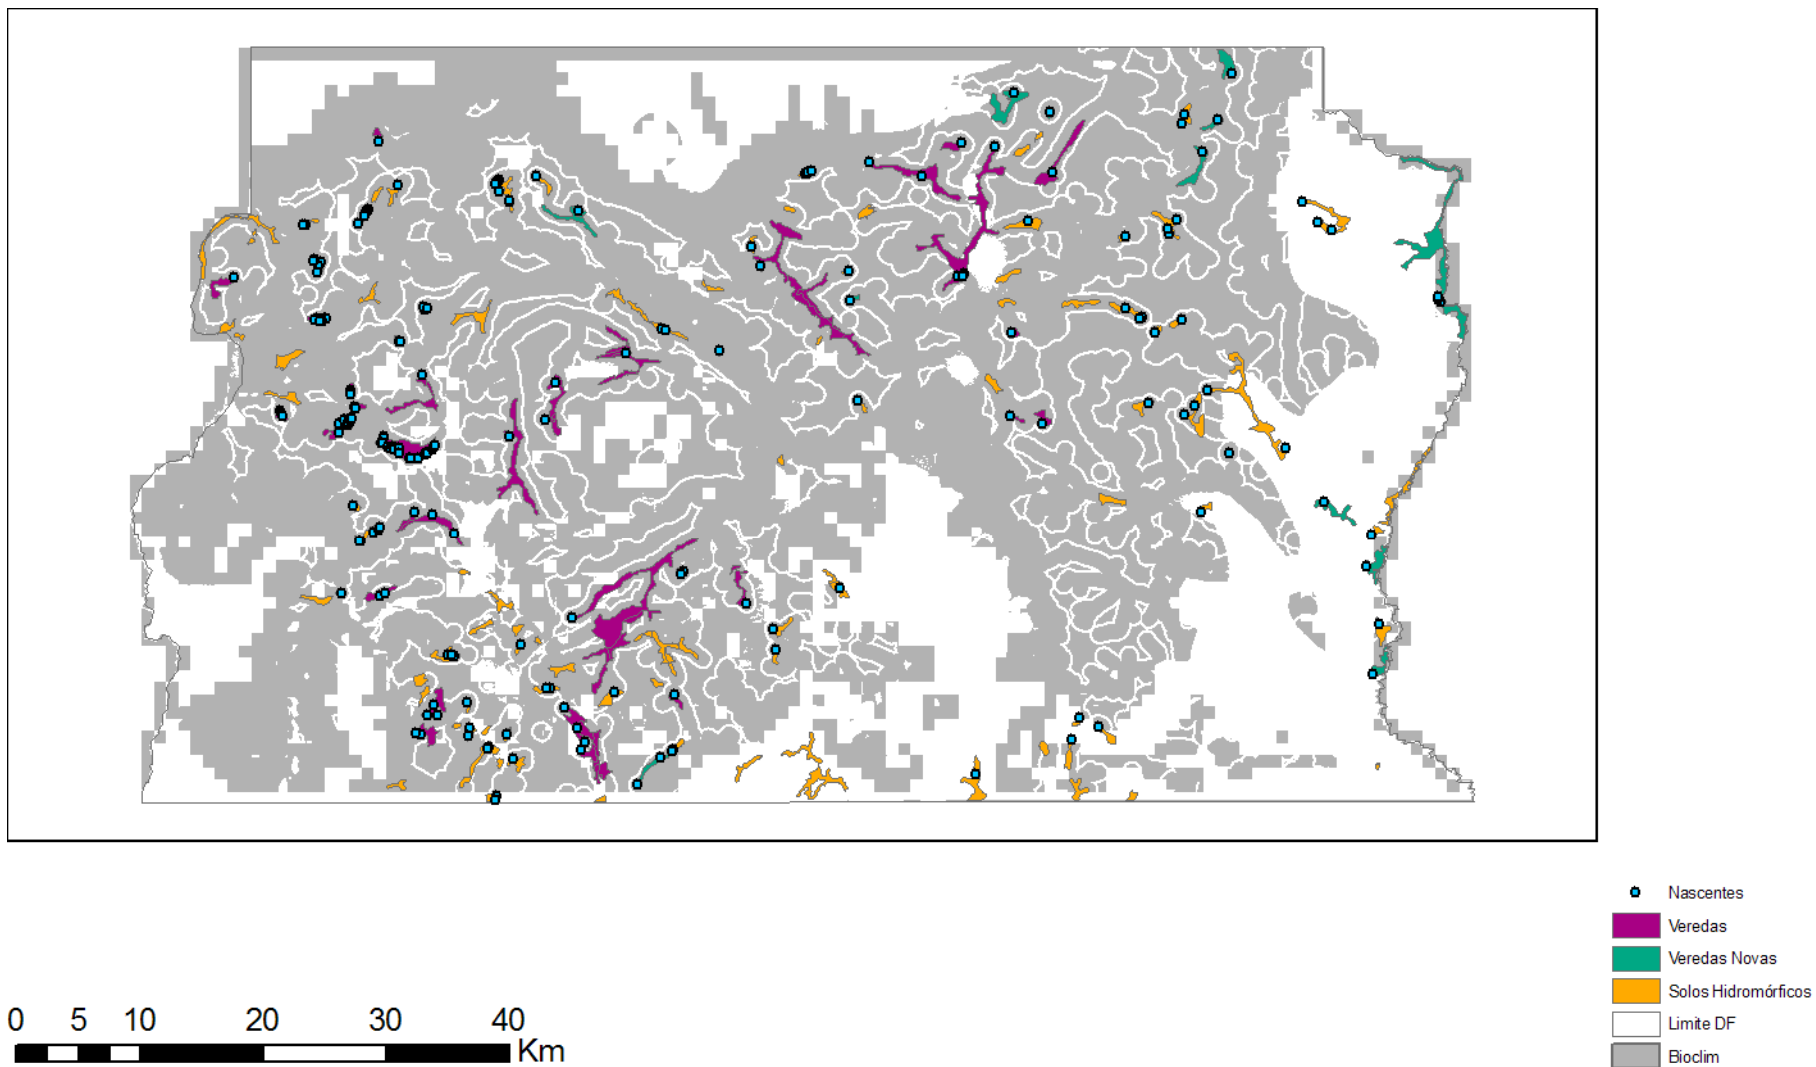 Nascentes
Veredas
Veredas Novas
Solos Hidromórficos
Limite DF
Bioclim
0 5 10 20 30 40
Km